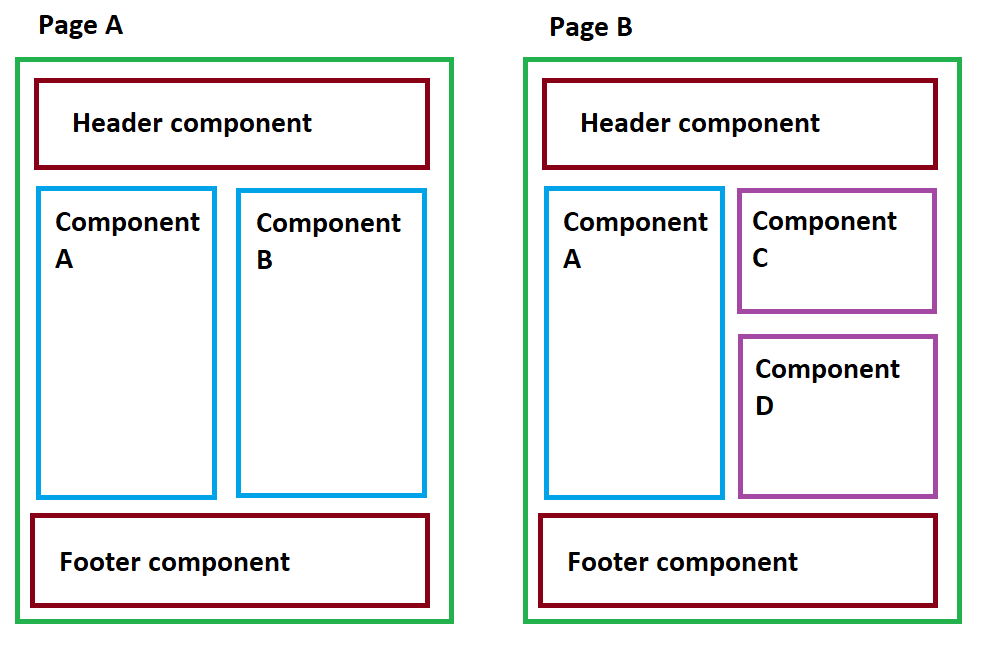 Page A
Header component
Component
A
Component
B
Footer component
Page B
Header component
Component
A
Component
C
Component
D
Footer component